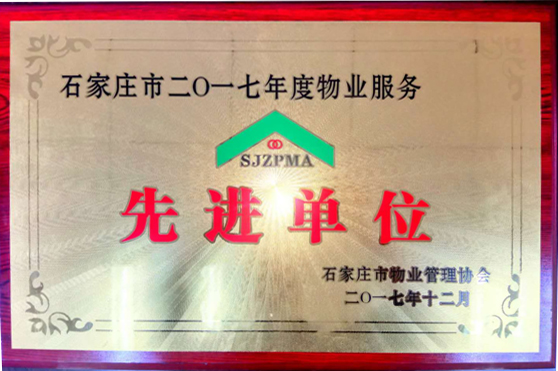 石家庄市二〇一七年度物业服务
SJZPMA
先进单位
石家庄市物业管理协会
二〇一七年十二月